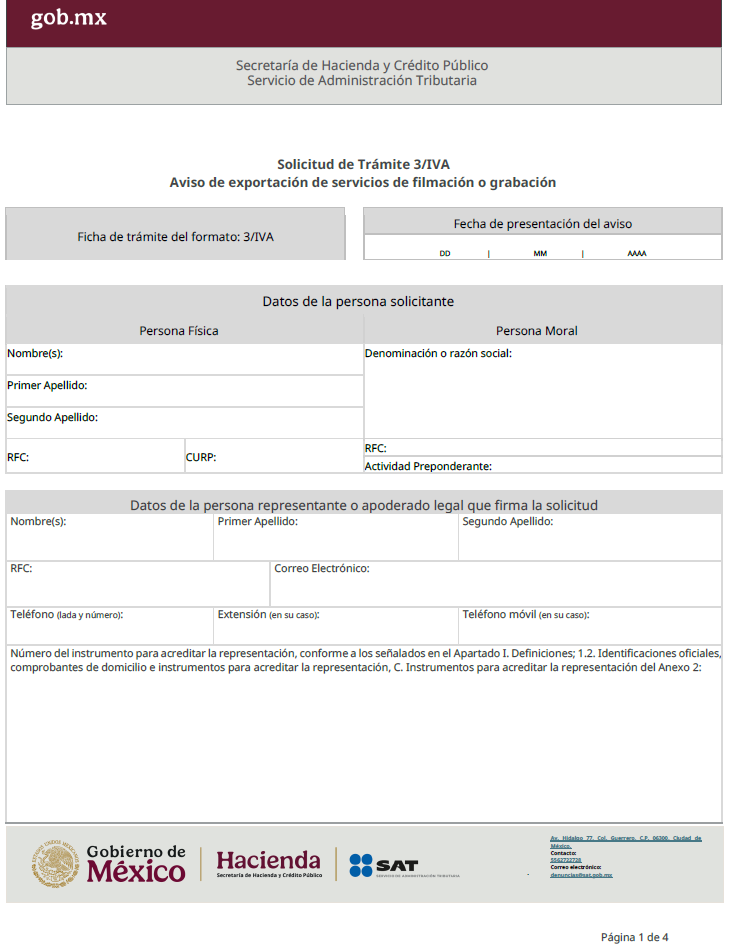 gob.mx
Secretaría de Hacienda y Crédito Público
Servicio de Administración Tributaria
Solicitud de Trámite 3/IVA
Aviso de exportación de servicios de filmación o grabación
Ficha de trámite del formato: 3/IVA
Fecha de presentación del aviso
DD | MM | AAAA
Datos de la persona solicitante
Persona Física
Persona Moral
Nombre(s):
Denominación o razón social:
Primer Apellido:
Segundo Apellido:
RFC:
CURP:
RFC:
Actividad Preponderante:
Datos de la persona representante o apoderado legal que firma la solicitud
Nombre(s):
Primer Apellido:
Segundo Apellido:
RFC:
Correo Electrónico:
Teléfono (lada y número):
Extensión (en su caso):
Teléfono móvil (en su caso):
Número del instrumento para acreditar la representación, conforme a los señalados en el Apartado I. Definiciones; 1.2. Identificaciones oficiales,
comprobantes de domicilio e instrumentos para acreditar la representación, C. Instrumentos para acreditar la representación del Anexo 2:
Gobierno de
México
Hacienda
Secretaría de Hacienda y Crédito Público
SAT
SERVICIO DE ADMINISTRACIÓN TRIBUTARIA
Av. Hidalgo 77, Col. Guerrero, C.P. 06300, Ciudad de
México.
Contacto:
5542722728
Correo electrónico:
denuncias@sat.gob.mx
Página 1 de 4